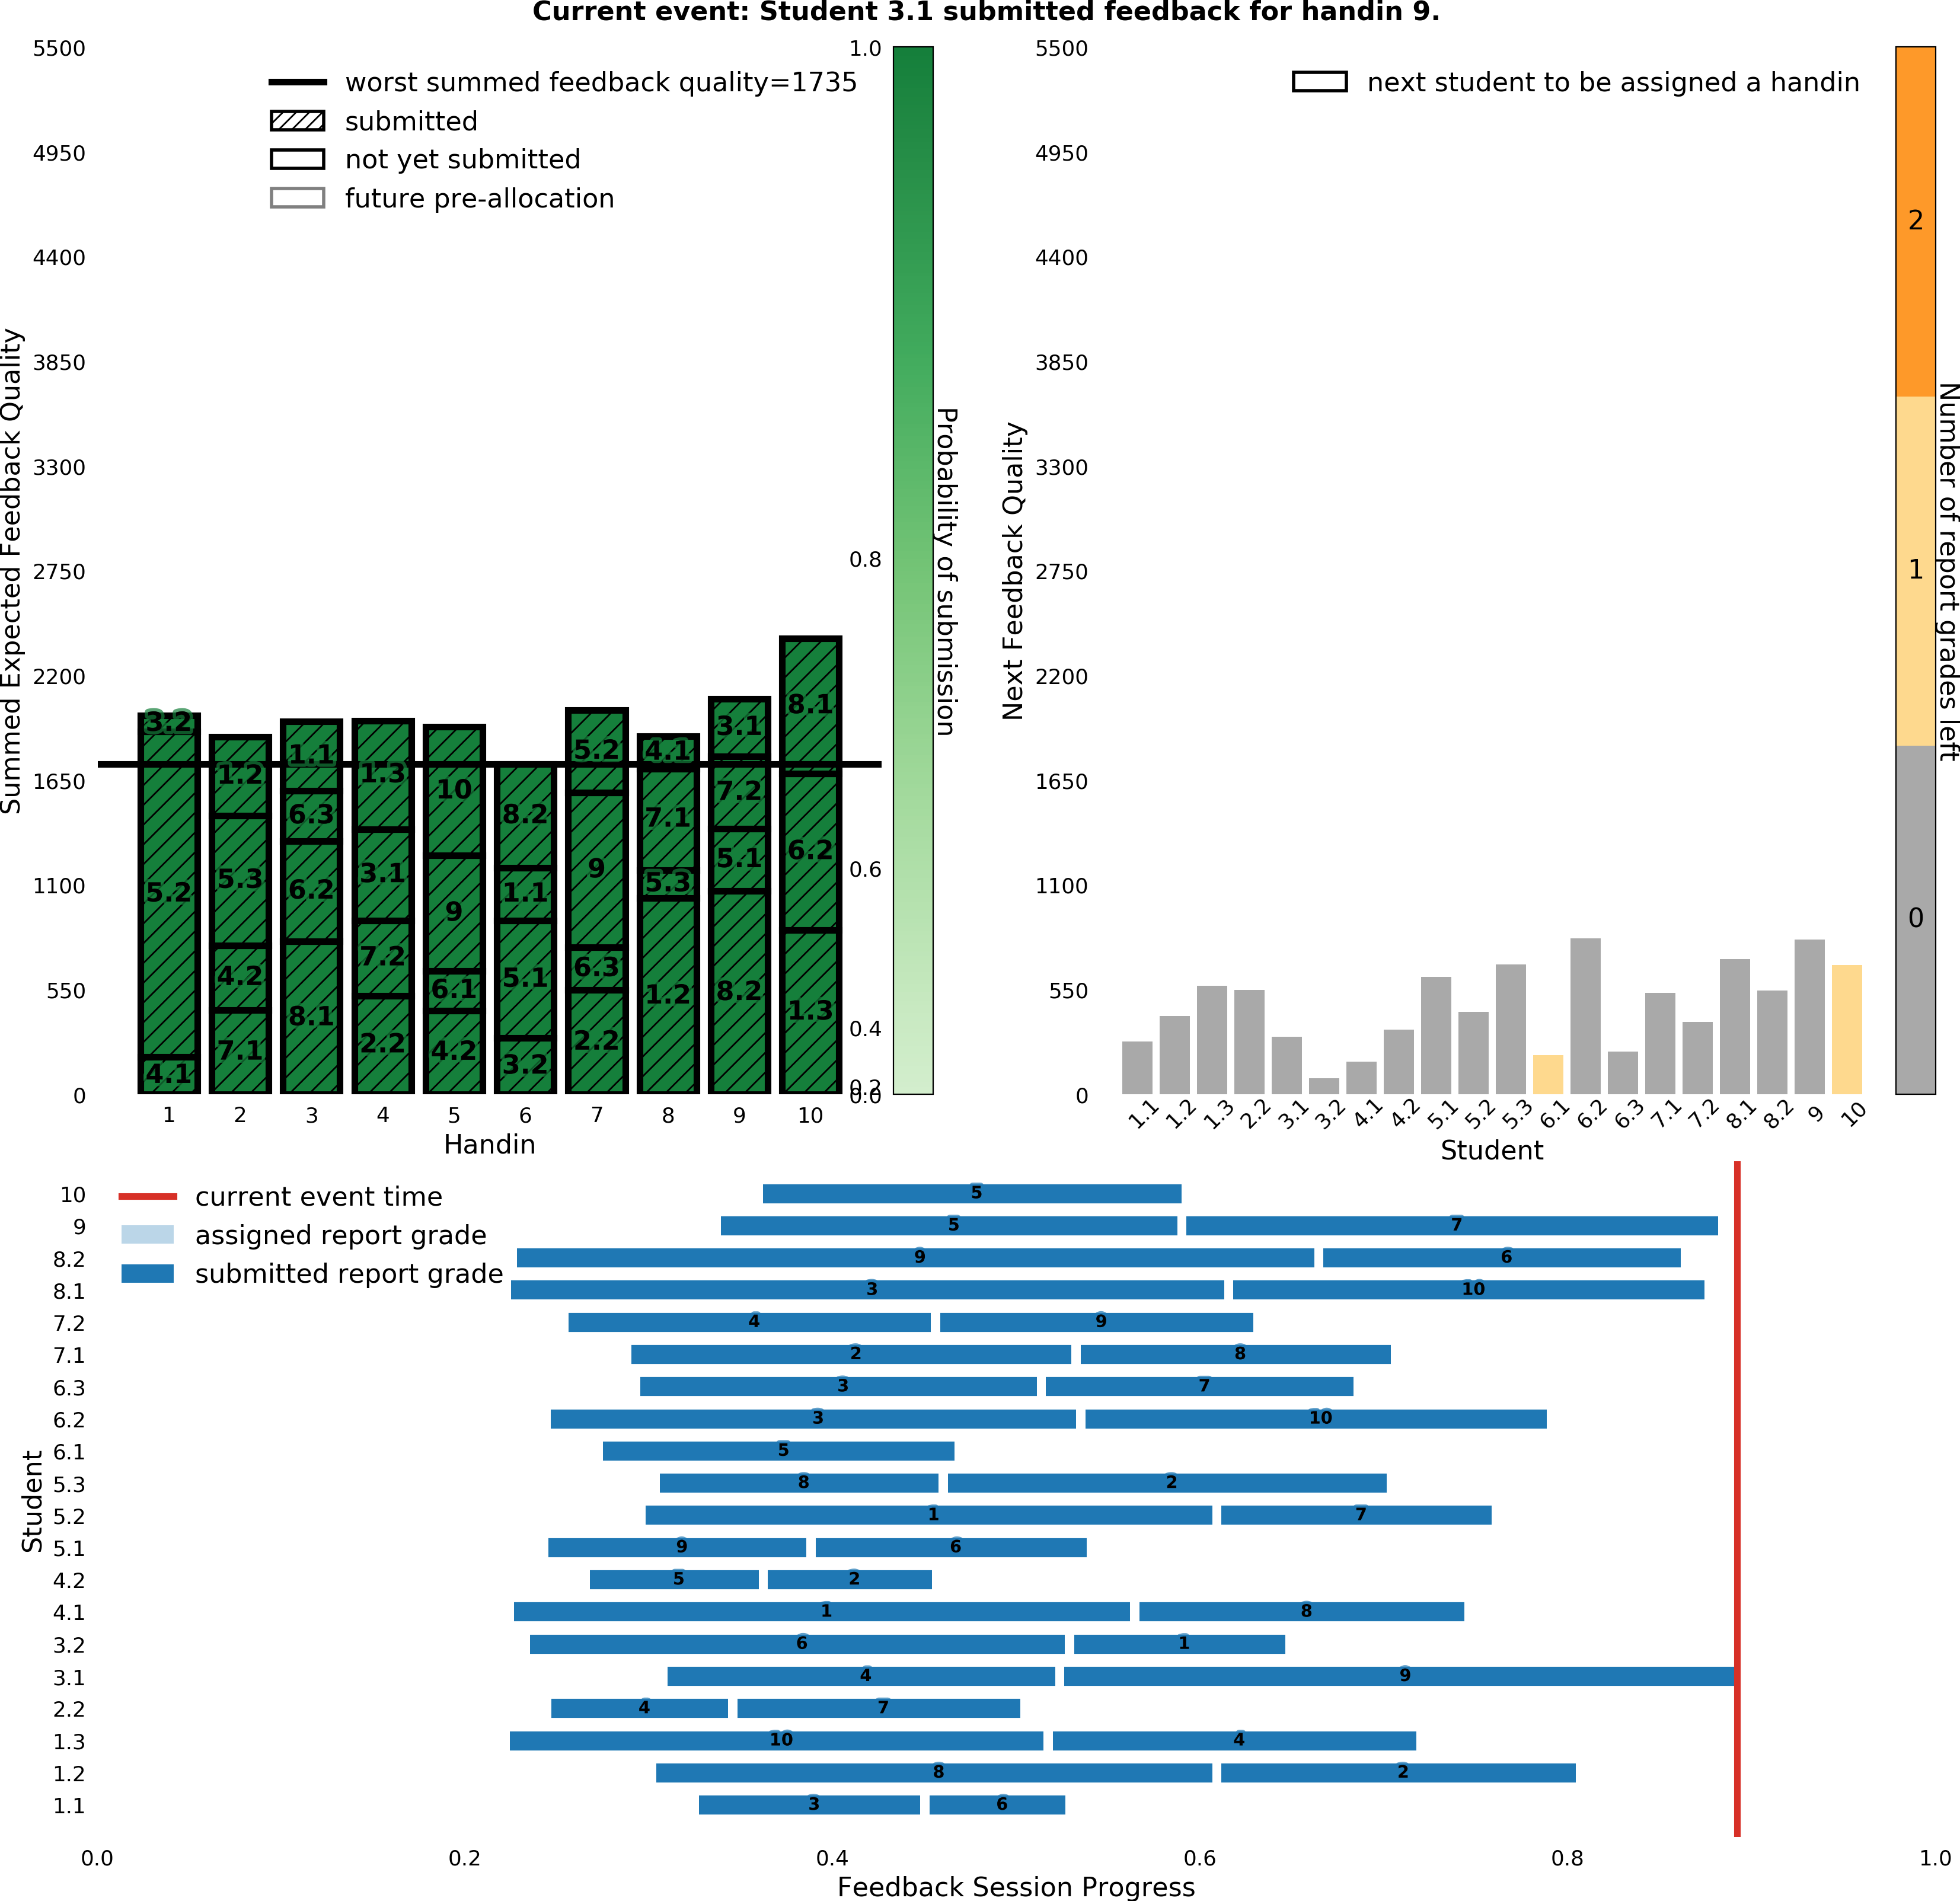 Current event: Student 3.1 submitted feedback for handin 9.
Summed Expected Feedback Quality
5500
4950
4400
3850
3300
2750
2200
1650
1100
550
0
worst summed feedback quality=1735
submitted
not yet submitted
future pre-allocation
3.2
5.2
4.1
1.2
5.3
4.2
7.1
1.1
6.3
6.2
8.1
1.3
3.1
7.2
2.2
10
9
6.1
4.2
8.2
1.1
5.1
3.2
5.2
9
6.3
2.2
4.1
7.1
5.3
1.2
3.1
7.2
5.1
8.2
8.1
6.2
1.3
1 2 3 4 5 6 7 8 9 10
Handin
1.0
0.8
0.6
0.4
0.2
0.0
Probability of submission
Next Feedback Quality
5500
4950
4400
3850
3300
2750
2200
1650
1100
550
0
next student to be assigned a handin
1.1 1.2 1.3 2.2 3.1 3.2 4.1 4.2 5.1 5.2 5.3 6.1 6.2 6.3 7.1 7.2 8.1 8.2 9 10
Student
2
1
0
Number of report grades left
current event time
assigned report grade
submitted report grade
Student
10 5
9 5 7
8.2 9 6
8.1 3 10
7.2 4 9
7.1 2 8
6.3 3 7
6.2 3 10
6.1 5
5.3 8 2
5.2 1 7
5.1 9 6
4.2 5 2
4.1 1 8
3.2 6 1
3.1 4 9
2.2 4 7
1.3 10 4
1.2 8 2
1.1 3 6
0.0 0.2 0.4 0.6 0.8 1.0
Feedback Session Progress